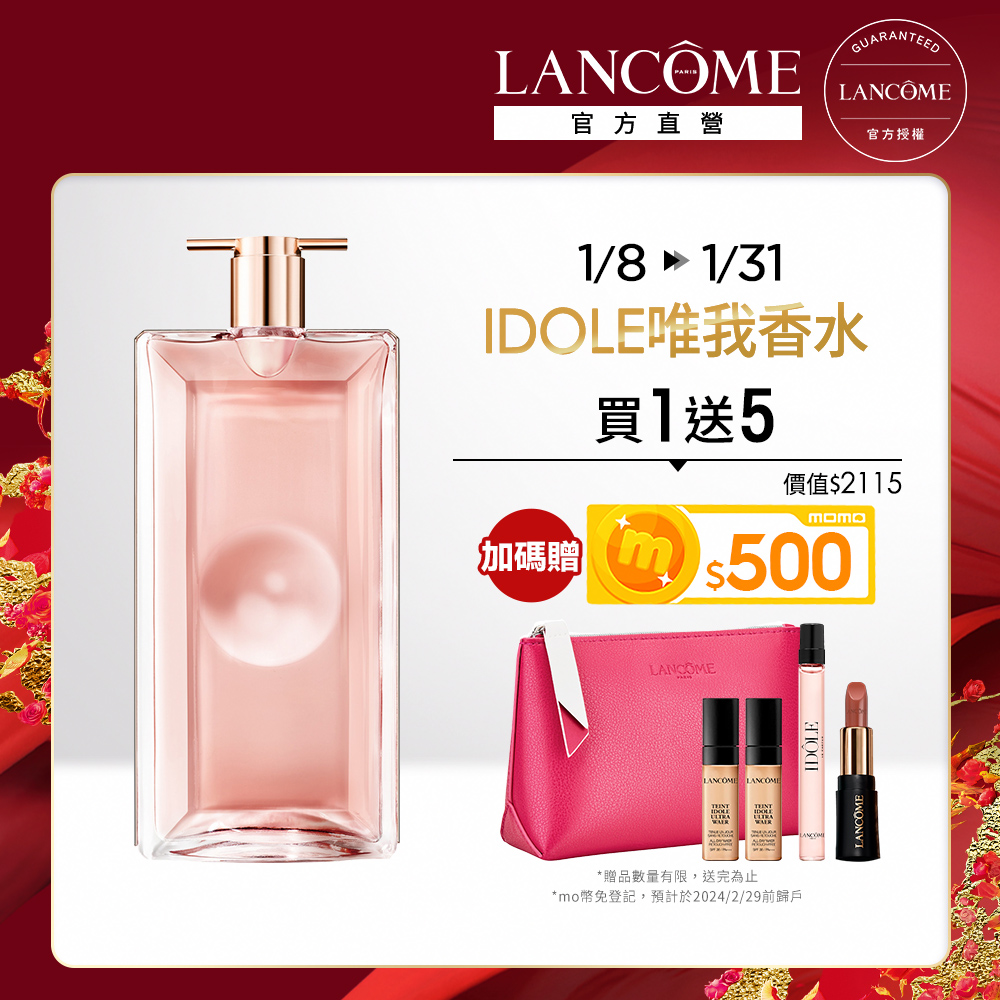 LANCÔME
PARIS
官方直營
GUARANTEED
LANCÔME
官方授權
1/8 1/31
IDOLE唯我香水
買1送5
價值$2115
加碼贈
momo
m
$500
LANCÔME
PARIS
LANCÔME
TEINT
IDOLE
ULTRA
WAER
LANCÔME
TEINT
IDOLE
ULTRA
WAER
IDÔLE
LANCÔME
LANCÔME
*贈品數量有限，送完為止
*mo幣免登記，預計於2024/2/29前歸戶